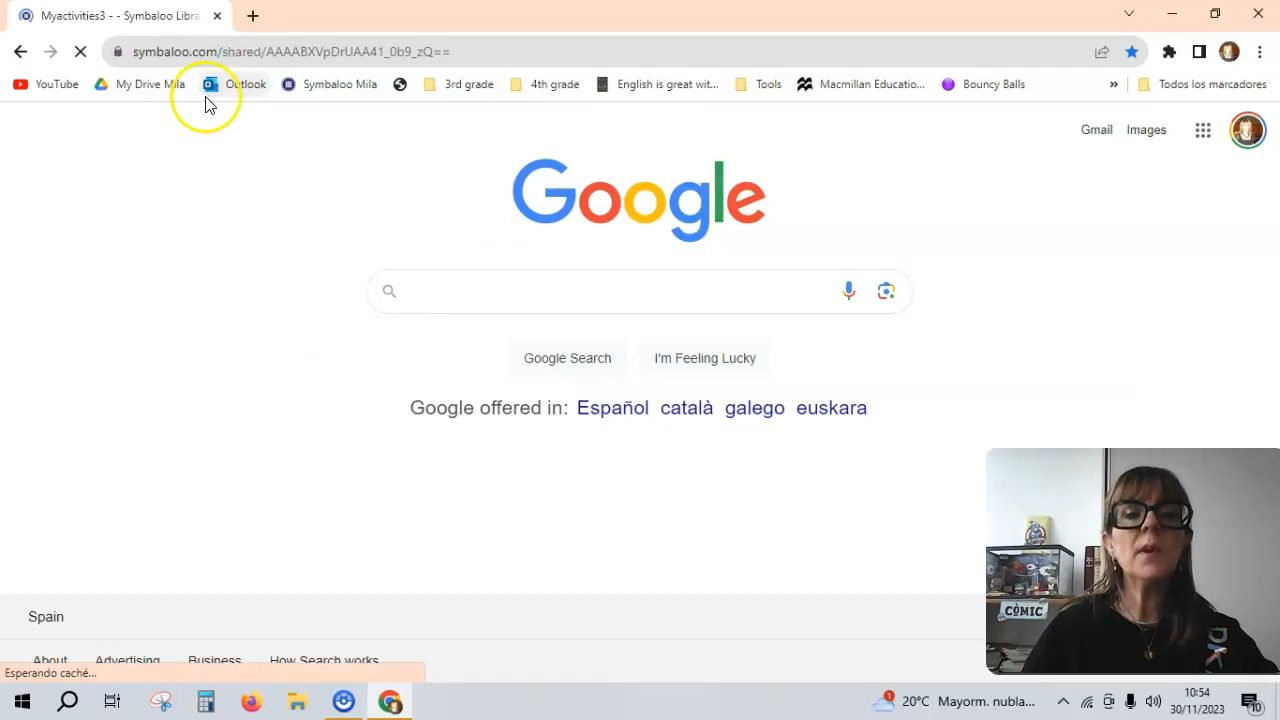 Myactivities3 - - Symbaloo Libra
symbaloo.com/shared/AAAABXVpDrUAA41_0b9_zQ==
YouTube My Drive Mila Outlook Symbaloo Mila 3rd grade 4th grade English is great wit... Tools Macmillan Educatio... Bouncy Balls » Todos los marcadores
Gmail Images
Google
Google Search I'm Feeling Lucky
Google offered in: Español català galego euskara
CÒMIC
Spain
About Advertising Business How Search works
Esperando caché...
1 20°C Mayorm. nubla... 10:54
30/11/2023 10